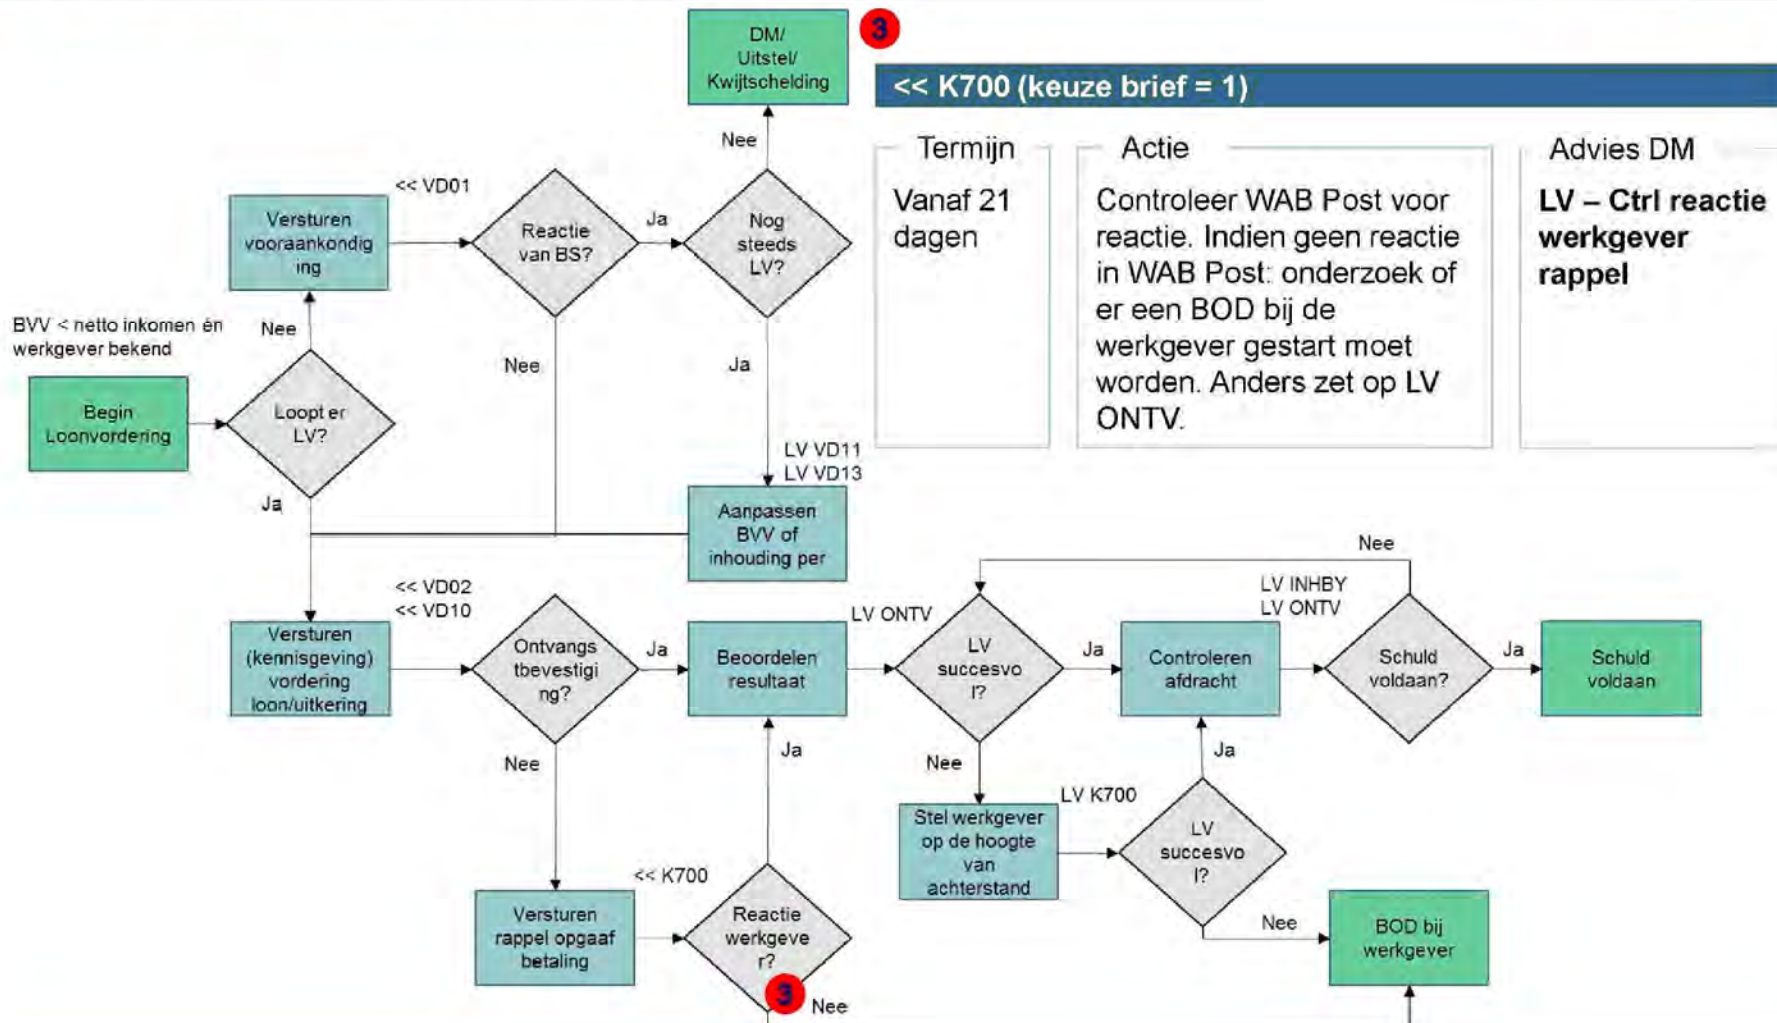 DM/
Uitstel/
Kwijtschelding
3
<< K700 (keuze brief = 1)
Termijn
Vanaf 21
dagen
Actie
Controleer WAB Post voor
reactie. Indien geen reactie
in WAB Post: onderzoek of
er een BOD bij de
werkgever gestart moet
worden. Anders zet op LV
ONTV.
Advies DM
LV – Ctrl reactie
werkgever
rappel
Nee
Versturen
vooraankondig
ing
<< VD01
Reactie
van BS?
Ja
Nog
steeds
LV?
BVV < netto inkomen én
werkgever bekend
Nee
Nee
Ja
Begin
Loonvordering
Loopt er
LV?
Ja
LV VD11
LV VD13
Aanpassen
BVV of
inhouding per
Nee
<< VD02
<< VD10
LV INHBY
LV ONTV
Versturen
(kennisgeving)
vordering
loon/uitkering
Ontvangs
tbevestigi
ng?
Ja
Beoordelen
resultaat
LV ONTV
LV
succesvo
l?
Ja
Controleren
afdracht
Schuld
voldaan?
Ja
Schuld
voldaan
Nee
Ja
Nee
Ja
Stel werkgever
op de hoogte
van
achterstand
LV K700
LV
succesvo
l?
Versturen
rappel opgaaf
betaling
<< K700
Reactie
werkgeve
r?
3
Nee
Nee
BOD bij
werkgever